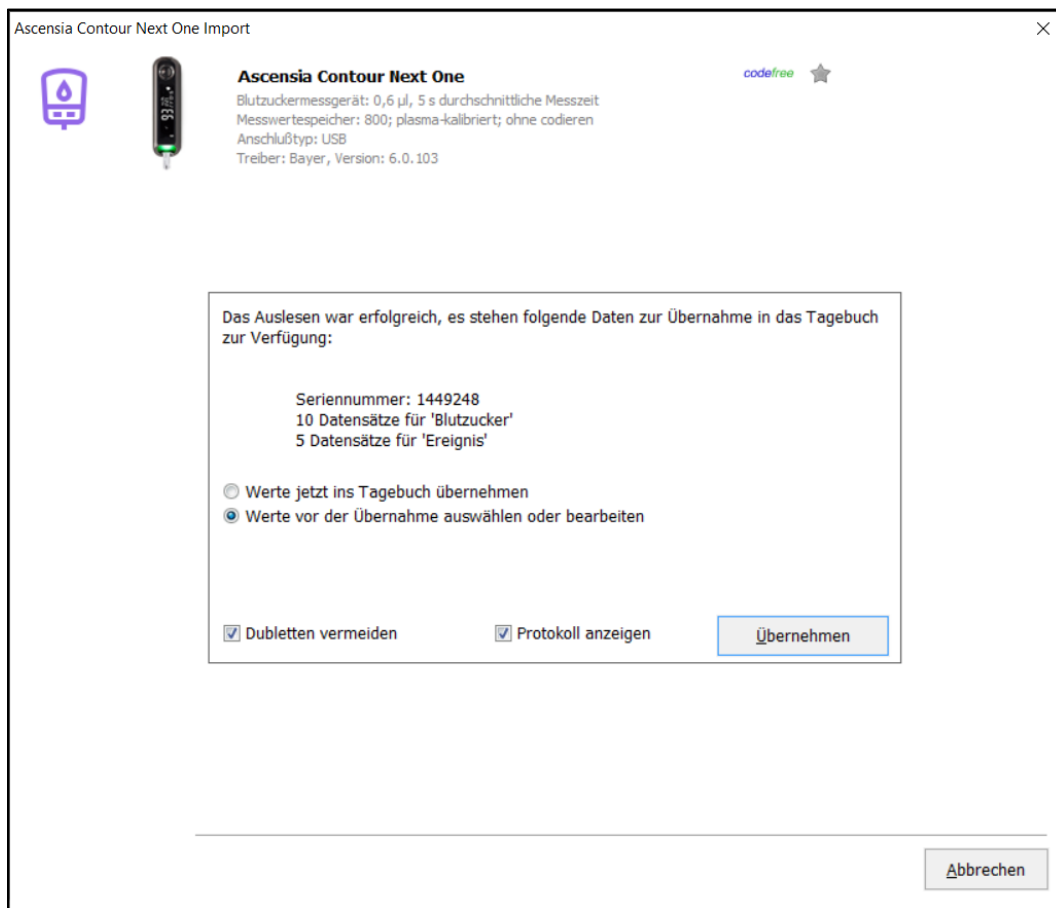 Ascensia Contour Next One Import
Ascensia Contour Next One
codefree
Blutzuckermessgerät: 0,6 µl, 5 s durchschnittliche Messzeit
Messwertespeicher: 800; plasma-kalibriert; ohne codieren
Anschlußtyp: USB
Treiber: Bayer, Version: 6.0.103
Das Auslesen war erfolgreich, es stehen folgende Daten zur Übernahme in das Tagebuch
zur Verfügung:
Seriennummer: 1449248
10 Datensätze für 'Blutzucker'
5 Datensätze für 'Ereignis'
Werte jetzt ins Tagebuch übernehmen
Werte vor der Übernahme auswählen oder bearbeiten
Dubletten vermeiden
Protokoll anzeigen
Übernehmen
Abbrechen